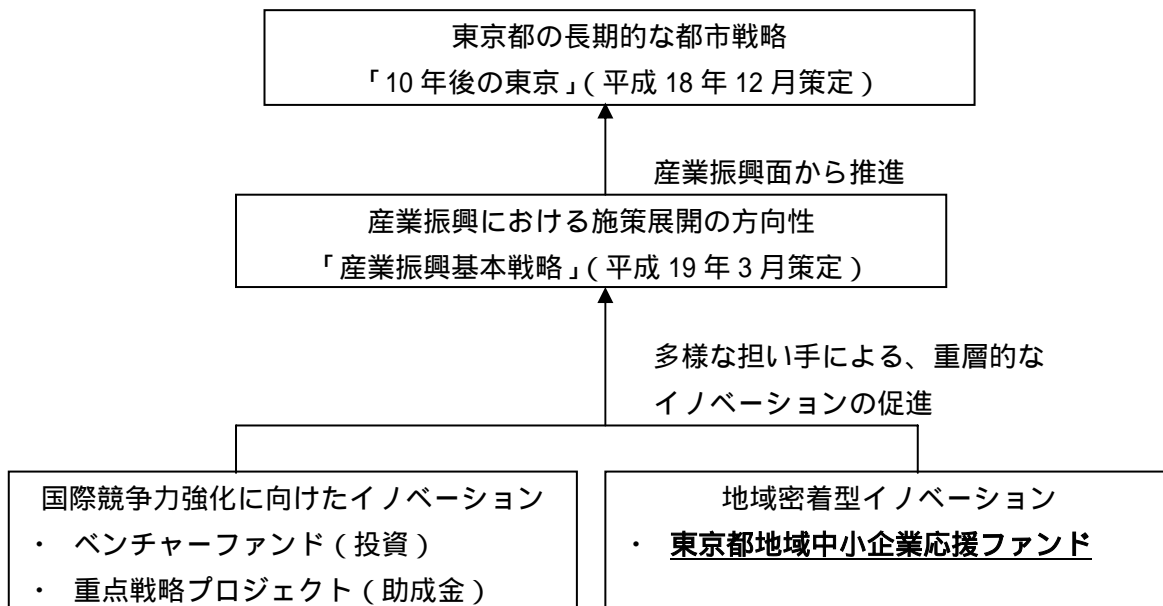 東京都の長期的な都市戦略
「10年後の東京」(平成18年12月策定)
産業振興面から推進
産業振興における施策展開の方向性
「産業振興基本戦略」(平成19年3月策定)
多様な担い手による、重層的な
イノベーションの促進
国際競争力強化に向けたイノベーション
・ ベンチャーファンド(投資)
・ 重点戦略プロジェクト(助成金)
地域密着型イノベーション
・ 東京都地域中小企業応援ファンド